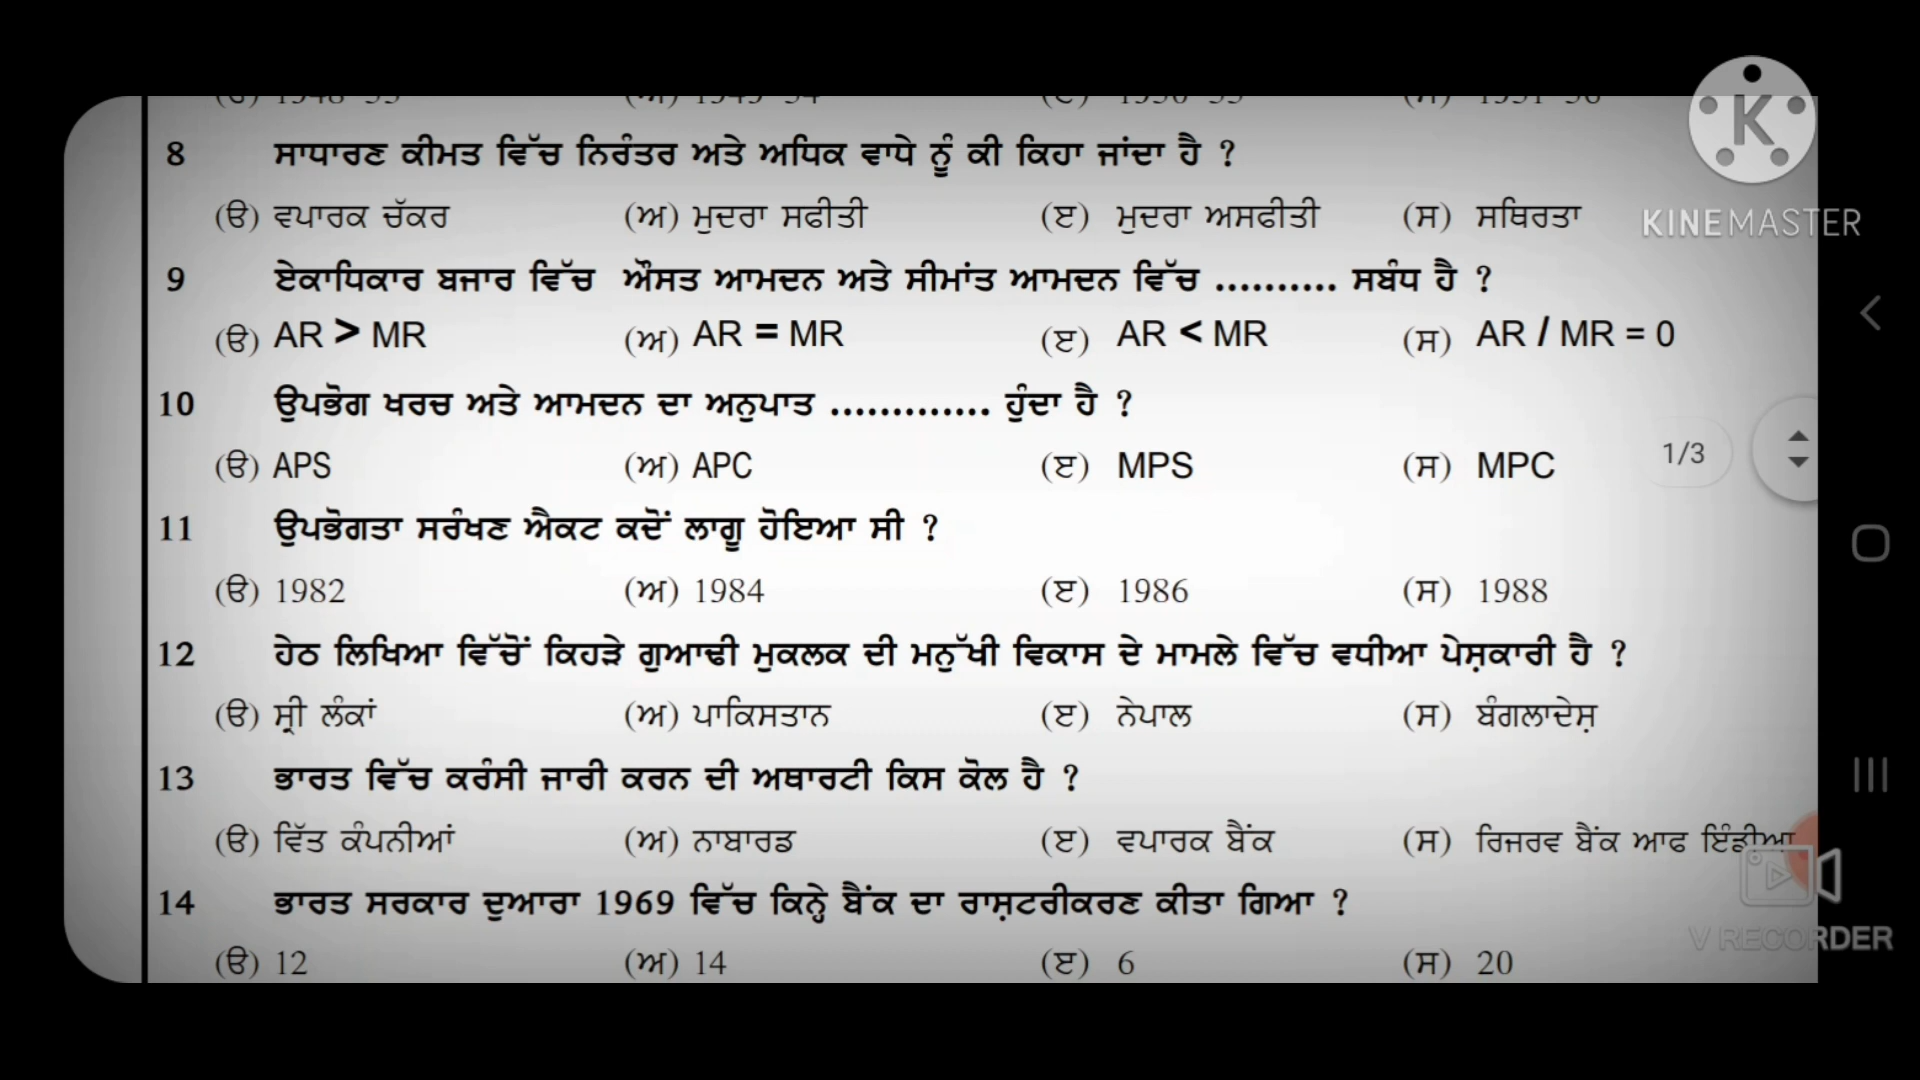 8 ਸਾਧਾਰਣ ਕੀਮਤ ਵਿੱਚ ਨਿਰੰਤਰ ਅਤੇ ਅਧਿਕ ਵਾਧੇ ਨੂੰ ਕੀ ਕਿਹਾ ਜਾਂਦਾ ਹੈ ?
(ੳ) ਵਪਾਰਕ ਚੱਕਰ (ਅ) ਮੁਦਰਾ ਸਫੀਤੀ (ੲ) ਮੁਦਰਾ ਅਸਫੀਤੀ (ਸ) ਸਥਿਰਤਾ
KINEMASTER
9 ਏਕਾਧਿਕਾਰ ਬਜਾਰ ਵਿੱਚ ਔਸਤ ਆਮਦਨ ਅਤੇ ਸੀਮਾਂਤ ਆਮਦਨ ਵਿੱਚ .......... ਸਬੰਧ ਹੈ ?
(ੳ) AR > MR (ਅ) AR = MR (ੲ) AR < MR (ਸ) AR / MR = 0
10 ਉਪਭੋਗ ਖਰਚ ਅਤੇ ਆਮਦਨ ਦਾ ਅਨੁਪਾਤ ............. ਹੁੰਦਾ ਹੈ ?
(ੳ) APS (ਅ) APC (ੲ) MPS (ਸ) MPC
1/3
11 ਉਪਭੋਗਤਾ ਸਰੰਖਣ ਐਕਟ ਕਦੋਂ ਲਾਗੂ ਹੋਇਆ ਸੀ ?
(ੳ) 1982 (ਅ) 1984 (ੲ) 1986 (ਸ) 1988
12 ਹੇਠ ਲਿਖਿਆ ਵਿੱਚੋਂ ਕਿਹੜੇ ਗੁਆਢੀ ਮੁਕਲਕ ਦੀ ਮਨੁੱਖੀ ਵਿਕਾਸ ਦੇ ਮਾਮਲੇ ਵਿੱਚ ਵਧੀਆ ਪੇਸ਼ਕਾਰੀ ਹੈ ?
(ੳ) ਸ੍ਰੀ ਲੰਕਾਂ (ਅ) ਪਾਕਿਸਤਾਨ (ੲ) ਨੇਪਾਲ (ਸ) ਬੰਗਲਾਦੇਸ਼
13 ਭਾਰਤ ਵਿੱਚ ਕਰੰਸੀ ਜਾਰੀ ਕਰਨ ਦੀ ਅਥਾਰਟੀ ਕਿਸ ਕੋਲ ਹੈ ?
(ੳ) ਵਿੱਤ ਕੰਪਨੀਆਂ (ਅ) ਨਾਬਾਰਡ (ੲ) ਵਪਾਰਕ ਬੈਂਕ (ਸ) ਰਿਜਰਵ ਬੈਂਕ ਆਫ ਇੰਡੀਆ
14 ਭਾਰਤ ਸਰਕਾਰ ਦੁਆਰਾ 1969 ਵਿੱਚ ਕਿਨ੍ਹੇ ਬੈਂਕ ਦਾ ਰਾਸ਼ਟਰੀਕਰਣ ਕੀਤਾ ਗਿਆ ?
V RECORDER
(ੳ) 12 (ਅ) 14 (ੲ) 6 (ਸ) 20